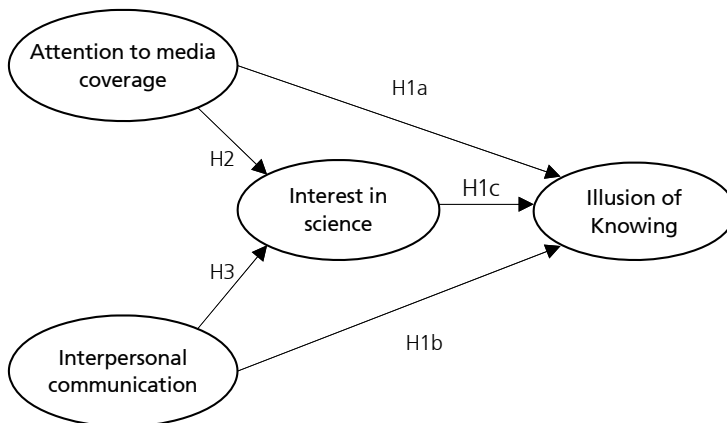 Attention to media
coverage
H1a
H2
Interest in
science
H1c
Illusion of
Knowing
H3
H1b
Interpersonal
communication